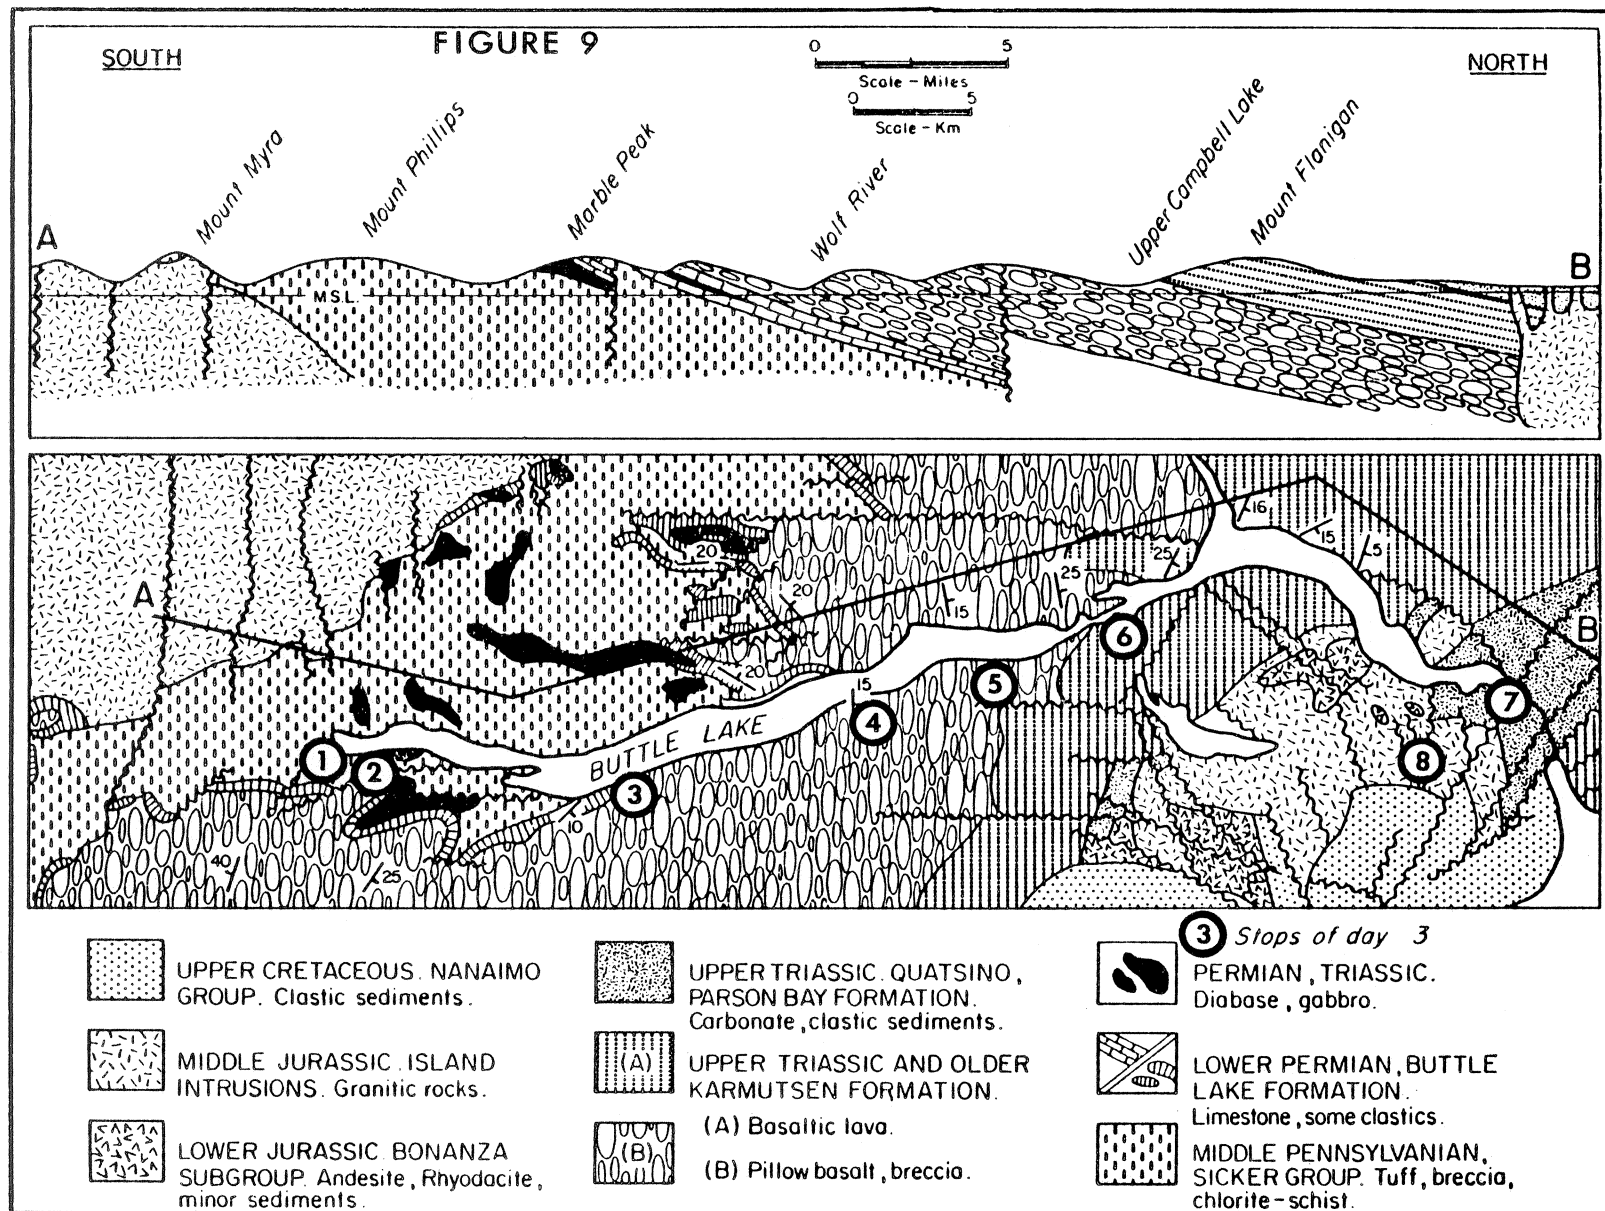 FIGURE 9
SOUTH
NORTH
0 5
Scale - Miles
0 5
Scale - Km
Mount Myra
Mount Phillips
Marble Peak
Wolf River
Upper Campbell Lake
Mount Flanigan
A
B
M.S.L.
A
B
16
15
5
25
25
20
20
15
20
15
10
40
25
BUTTLE LAKE
1
2
3
4
5
6
7
8
3 Stops of day 3
UPPER CRETACEOUS. NANAIMO
GROUP. Clastic sediments.
MIDDLE JURASSIC. ISLAND
INTRUSIONS. Granitic rocks.
LOWER JURASSIC BONANZA
SUBGROUP. Andesite, Rhyodacite,
minor sediments.
UPPER TRIASSIC. QUATSINO,
PARSON BAY FORMATION.
Carbonate, clastic sediments.
(A)
UPPER TRIASSIC AND OLDER
KARMUTSEN FORMATION.
(A) Basaltic lava.
(B)
(B) Pillow basalt, breccia.
PERMIAN, TRIASSIC.
Diabase, gabbro.
LOWER PERMIAN, BUTTLE
LAKE FORMATION.
Limestone, some clastics.
MIDDLE PENNSYLVANIAN,
SICKER GROUP. Tuff, breccia,
chlorite-schist.